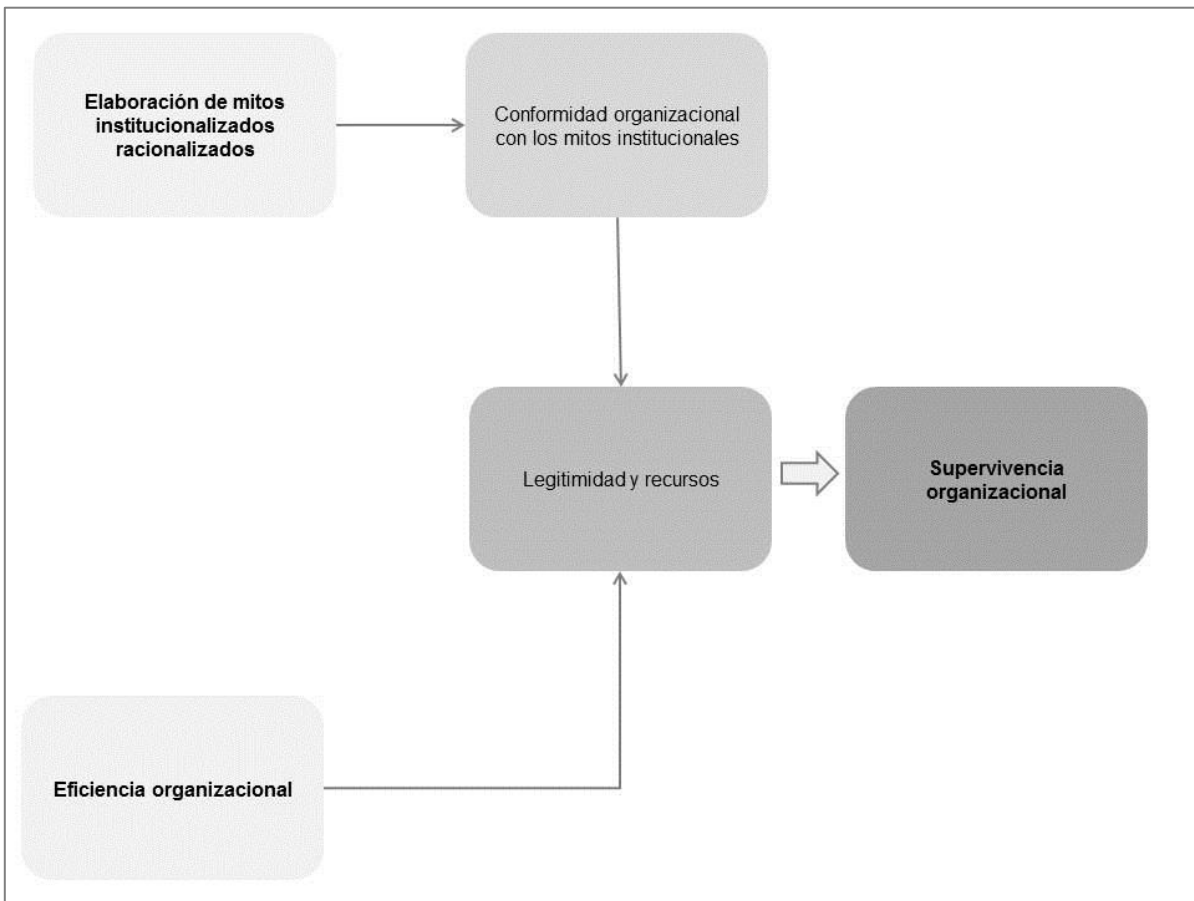 Elaboración de mitos
institucionalizados
racionalizados
Conformidad organizacional
con los mitos institucionales
Legitimidad y recursos
Supervivencia
organizacional
Eficiencia organizacional